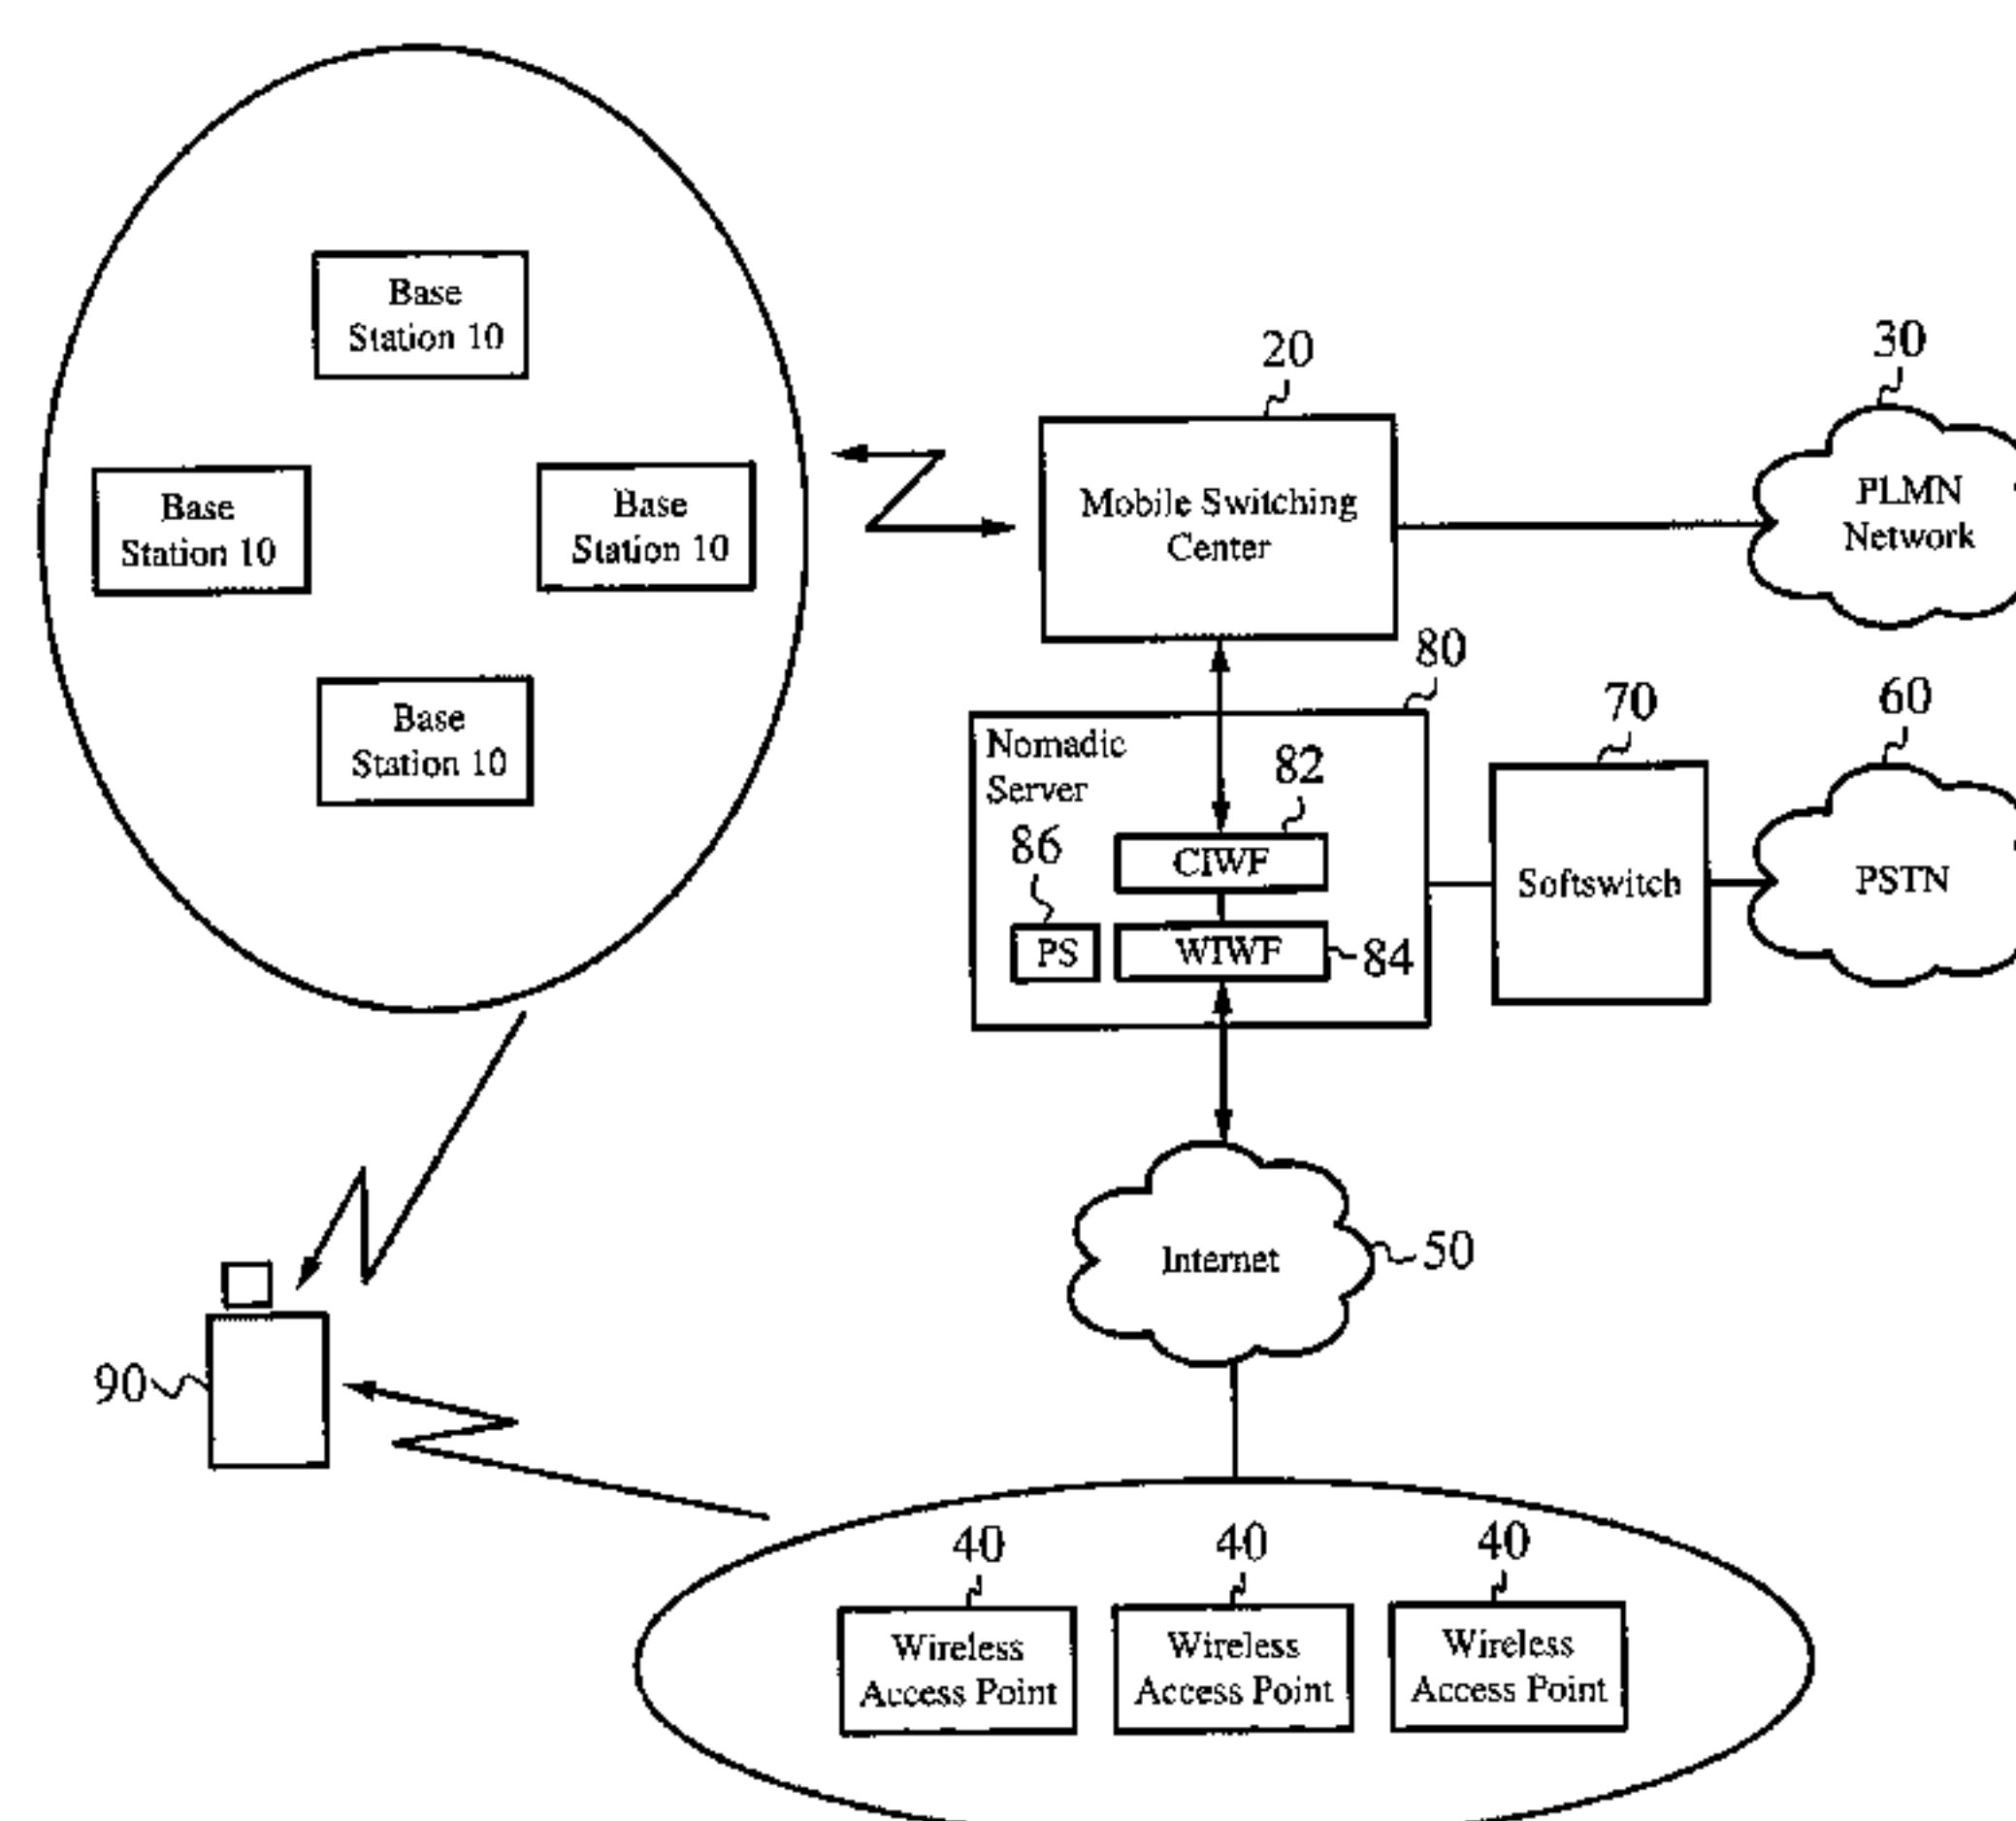 Base
Station 10
Base
Station 10
Base
Station 10
Base
Station 10
20
Mobile Switching
Center
30
PLMN
Network
80
Nomadic
Server
82
CIWF
86
PS
WIWF
84
70
Softswitch
60
PSTN
Internet
50
90
40
Wireless
Access Point
40
Wireless
Access Point
40
Wireless
Access Point